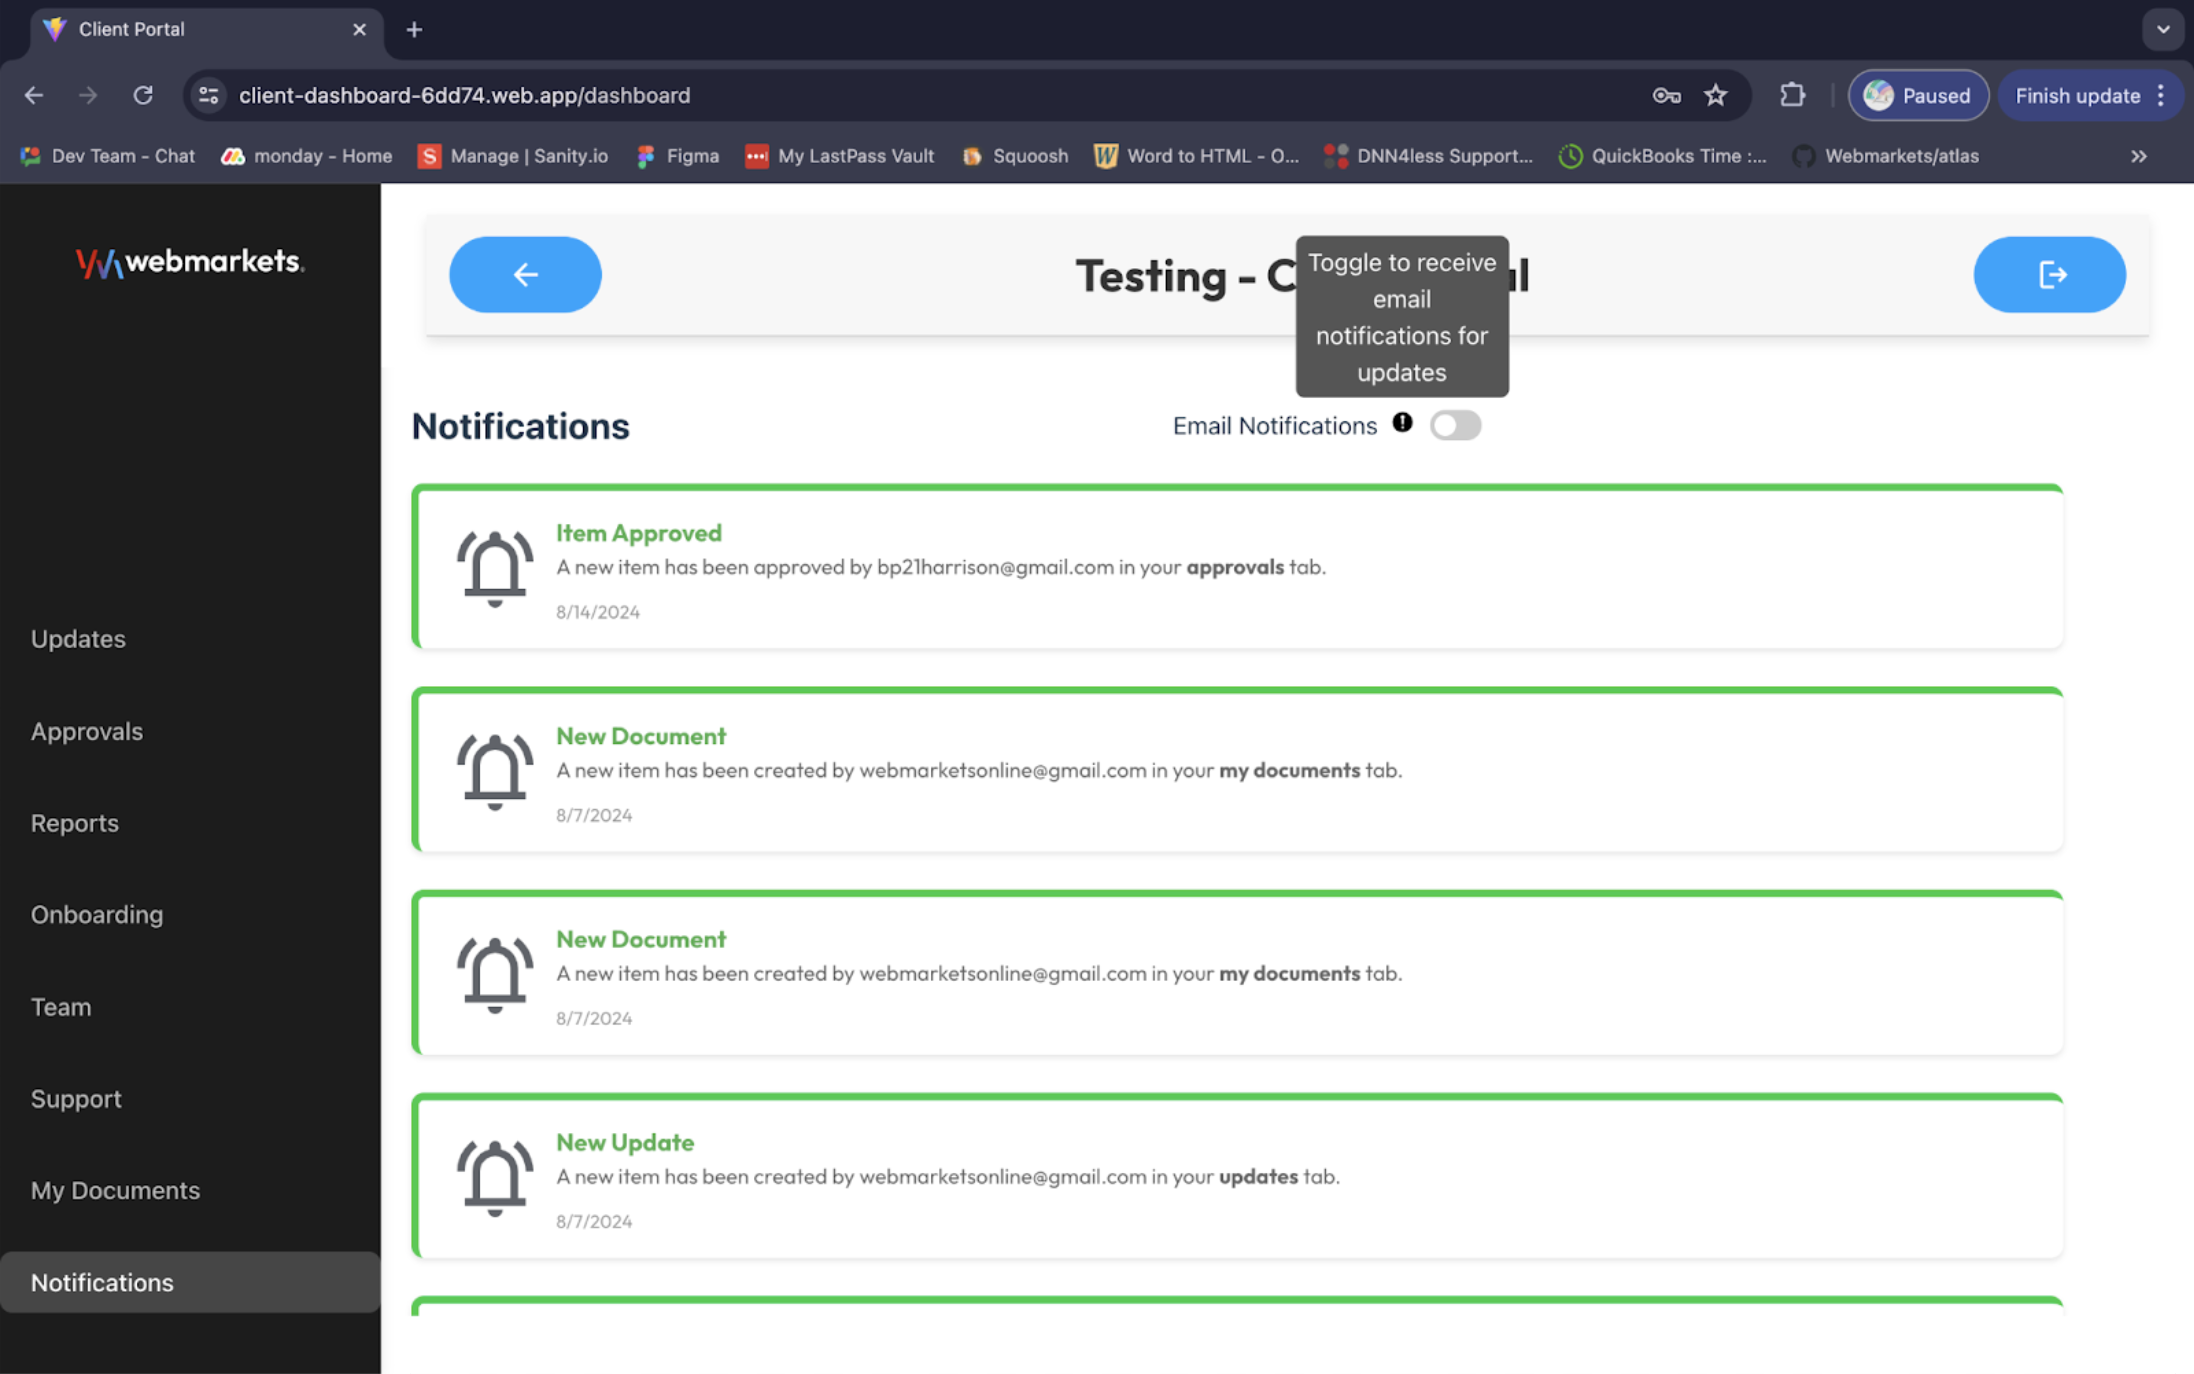 Client Portal
client-dashboard-6dd74.web.app/dashboard
Paused
Finish update
Dev Team - Chat
monday - Home
Manage | Sanity.io
Figma
My LastPass Vault
Squoosh
Word to HTML - O...
DNN4less Support...
QuickBooks Time :...
Webmarkets/atlas
webmarkets.
Updates
Approvals
Reports
Onboarding
Team
Support
My Documents
Notifications
Testing - C
l
Toggle to receive
email
notifications for
updates
Notifications
Email Notifications
Item Approved
A new item has been approved by bp21harrison@gmail.com in your approvals tab.
8/14/2024
New Document
A new item has been created by webmarketsonline@gmail.com in your my documents tab.
8/7/2024
New Document
A new item has been created by webmarketsonline@gmail.com in your my documents tab.
8/7/2024
New Update
A new item has been created by webmarketsonline@gmail.com in your updates tab.
8/7/2024